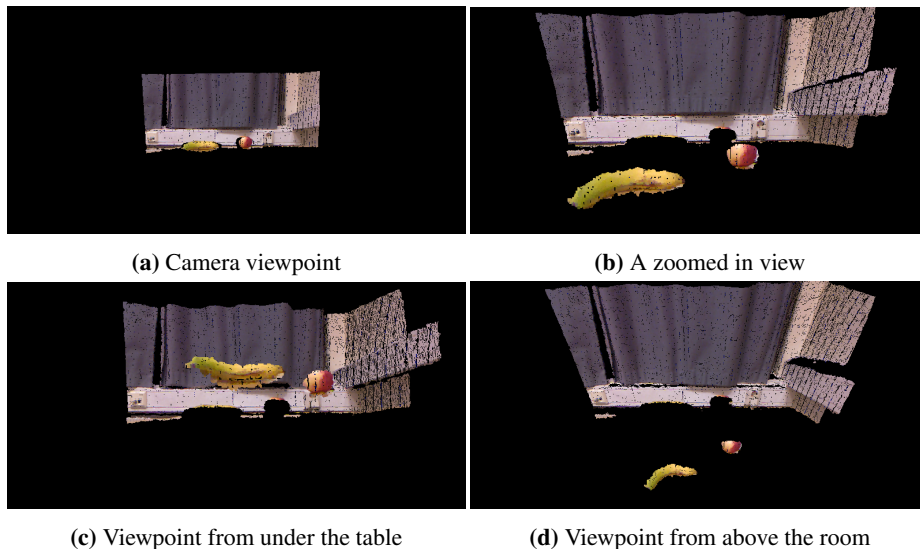 (a) Camera viewpoint
(b) A zoomed in view
(c) Viewpoint from under the table
(d) Viewpoint from above the room